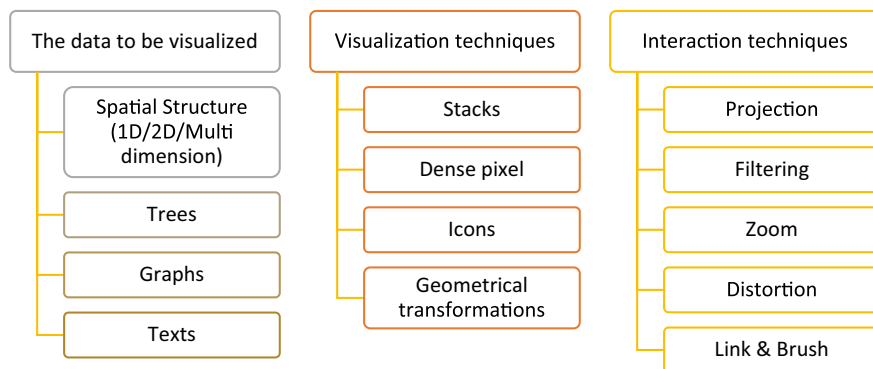 The data to be visualized
Spatial Structure
(1D/2D/Multi
dimension)
Trees
Graphs
Texts
Visualization techniques
Stacks
Dense pixel
Icons
Geometrical
transformations
Interaction techniques
Projection
Filtering
Zoom
Distortion
Link & Brush